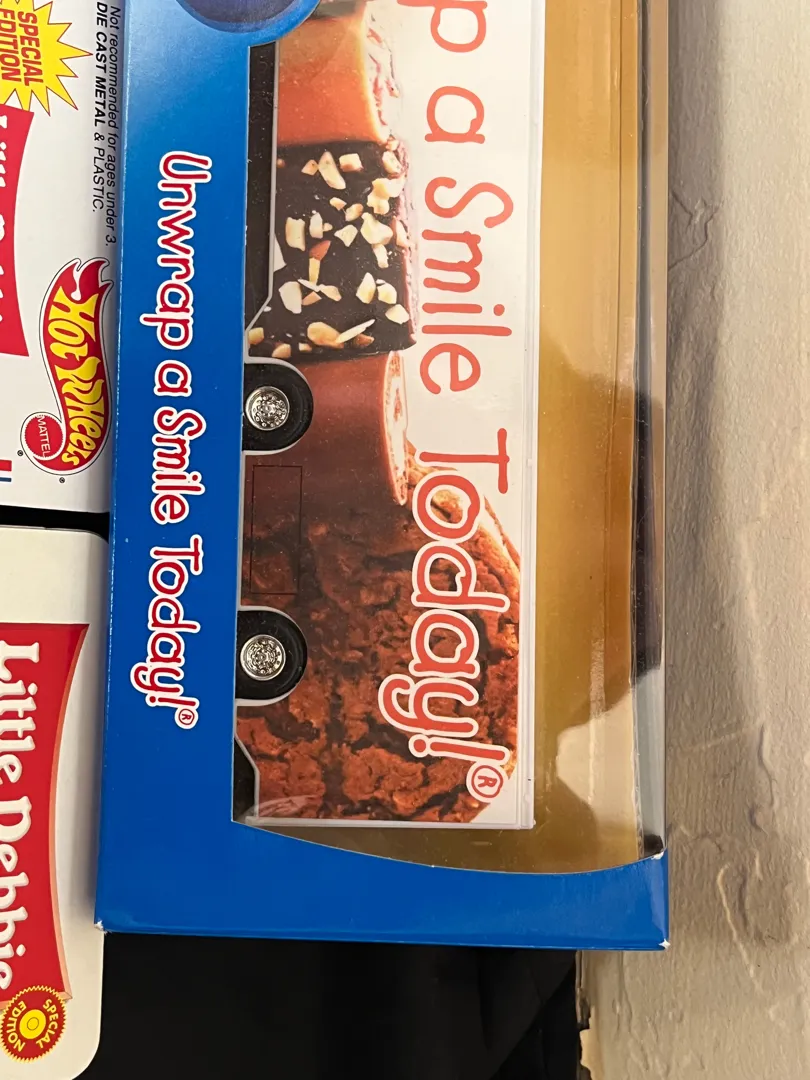 SPECIAL
EDITION
Not recommended for ages under 3.
DIE CAST METAL & PLASTIC.
Hot Wheels
MATTEL
®
®
Little Debbie
SPECIAL
EDITION
Unwrap a Smile Today!®
p a Smile Today!®